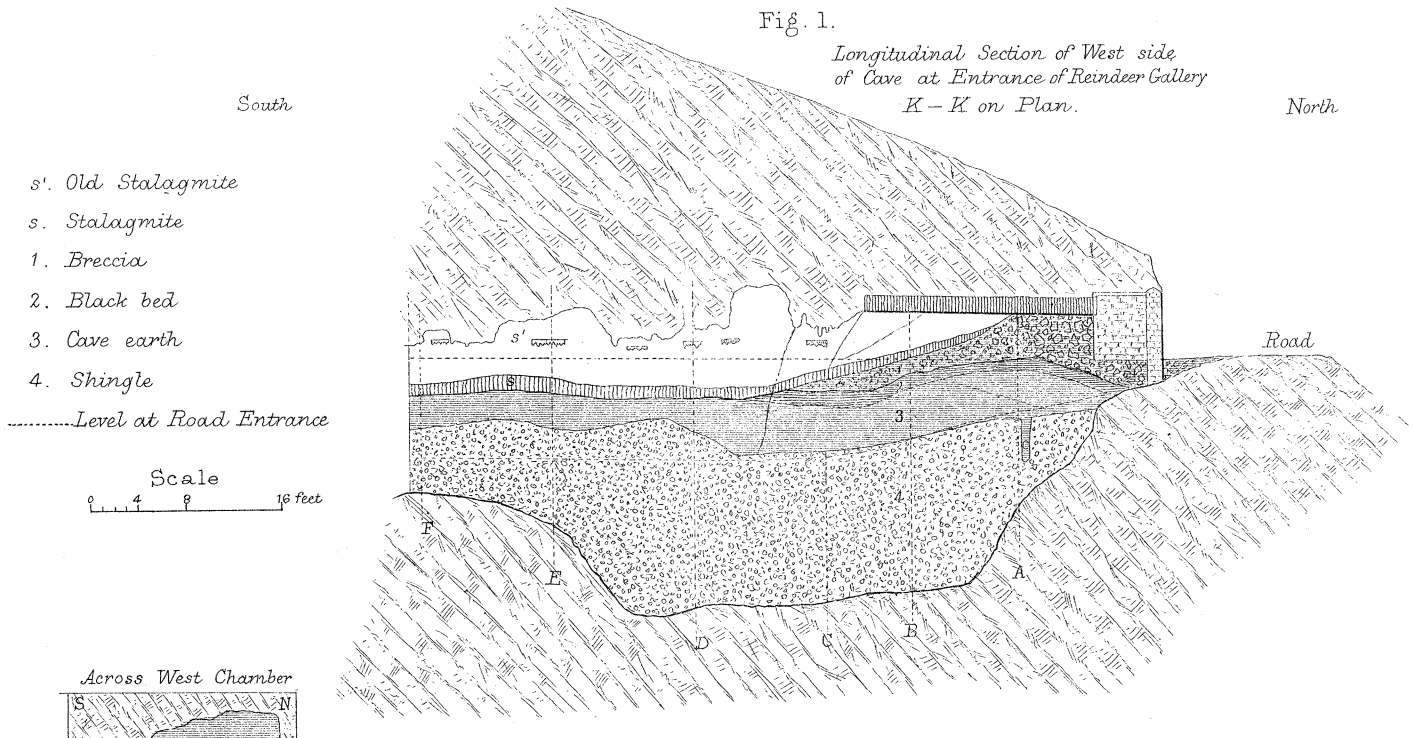 Fig. 1.
Longitudinal Section of West side
of Cave at Entrance of Reindeer Gallery
K – K on Plan.
South
North
s'. Old Stalagmite
s. Stalagmite
1. Breccia
2. Black bed
3. Cave earth
4. Shingle
Level at Road Entrance
Scale
0 4 8 16 feet
s'
Road
s
1
2
3
4
F
E
A
D
C
B
Across West Chamber
S
N